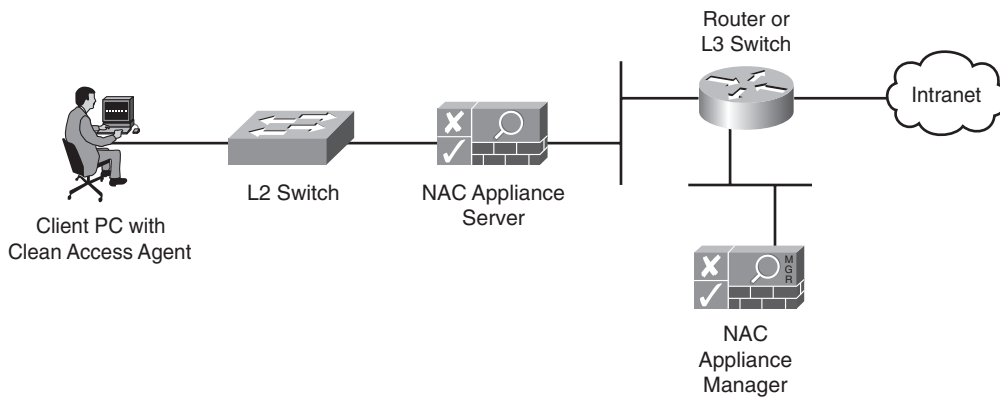 Router or
L3 Switch
Intranet
L2 Switch
NAC Appliance
Server
Client PC with
Clean Access Agent
M
G
R
NAC
Appliance
Manager